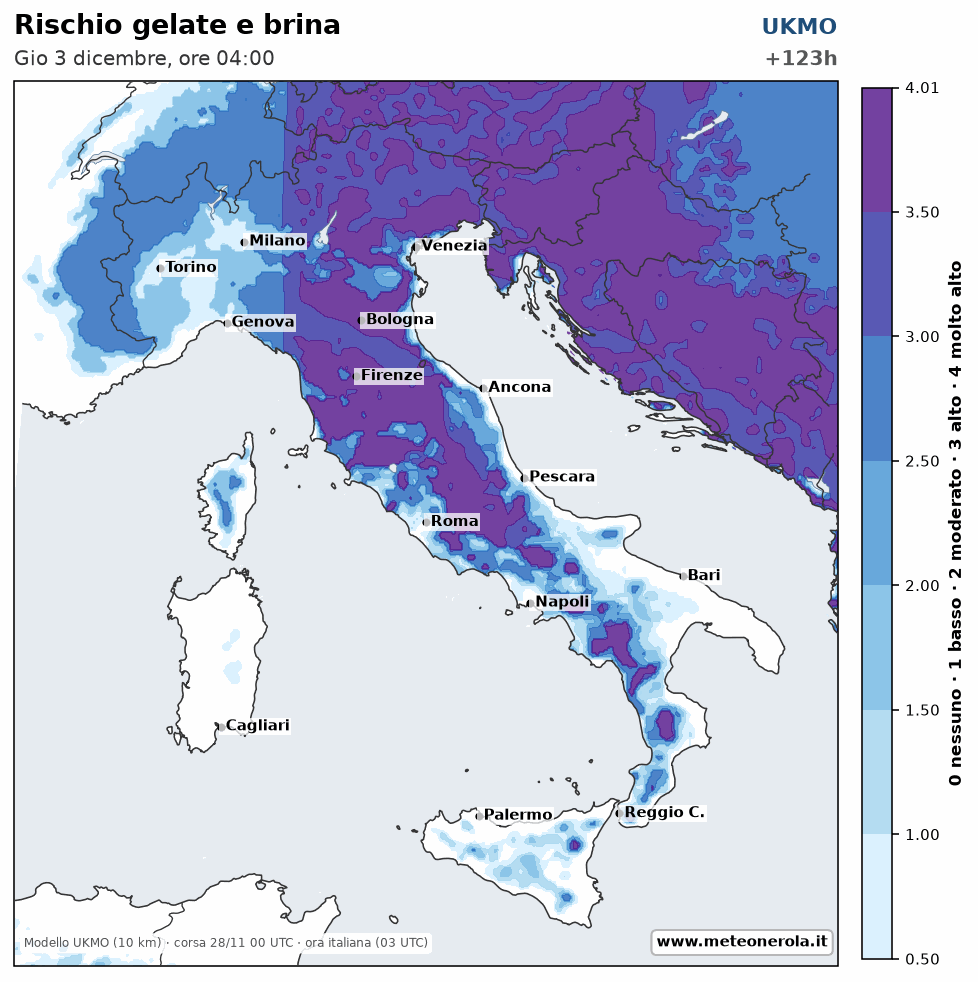 Rischio gelate e brina
UKMO
Gio 3 dicembre, ore 04:00
+123h
4.01
3.50
3.00
2.50
2.00
1.50
1.00
0.50
0 nessuno · 1 basso · 2 moderato · 3 alto · 4 molto alto
Milano
Venezia
Torino
Genova
Bologna
Firenze
Ancona
Pescara
Roma
Bari
Napoli
Cagliari
Palermo
Reggio C.
Modello UKMO (10 km) · corsa 28/11 00 UTC · ora italiana (03 UTC)
www.meteonerola.it